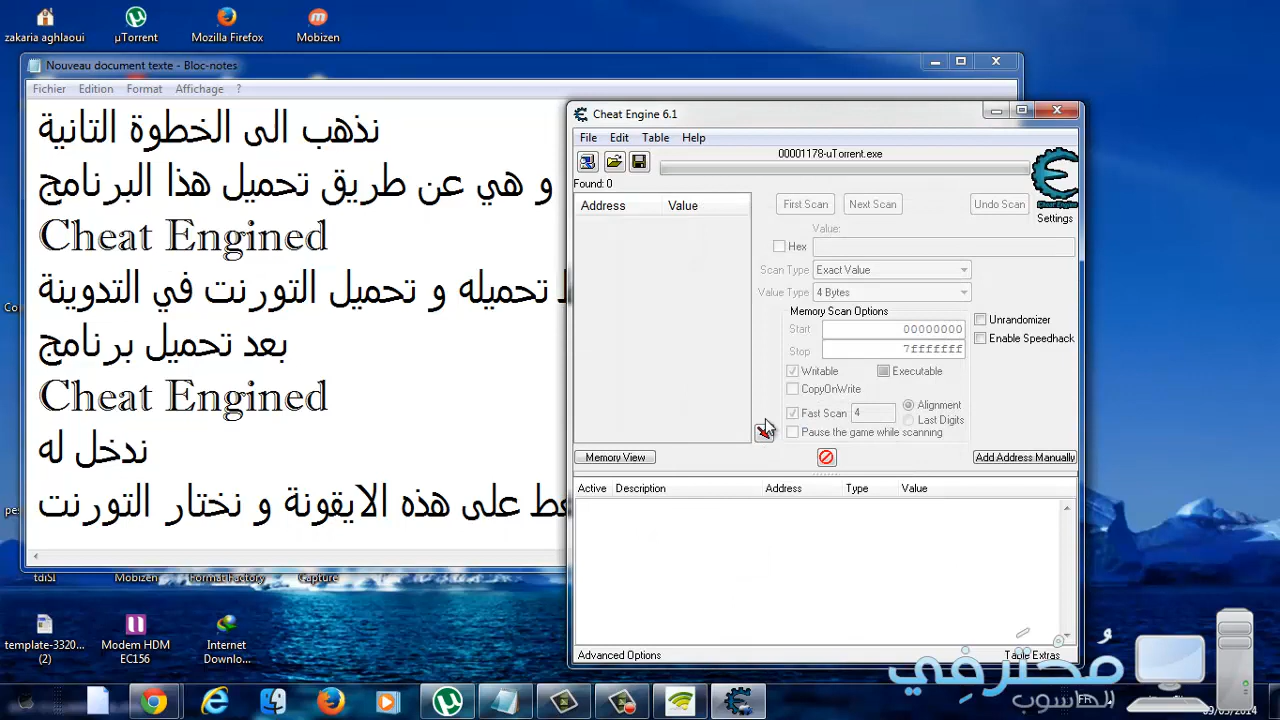 zakaria aghlaoui
µTorrent
Mozilla Firefox
Mobizen
Nouveau document texte - Bloc-notes
Fichier Edition Format Affichage ?
نذهب الى الخطوة التانية
و هي عن طريق تحميل هذا البرنامج
Cheat Engined
تحميله و تحميل التورنت في التدوينة
بعد تحميل برنامج
Cheat Engined
ندخل له
على هذه الايقونة و نختار التورنت
Cheat Engine 6.1
File Edit Table Help
00001178-uTorrent.exe
Found: 0
Address Value
First Scan Next Scan Undo Scan
Settings
Value:
Hex
Scan Type Exact Value
Value Type 4 Bytes
Memory Scan Options
Start 00000000
Stop 7fffffff
Unrandomizer
Enable Speedhack
Writable Executable
CopyOnWrite
Fast Scan 4 Alignment
Last Digits
Pause the game while scanning
Memory View Add Address Manually
Active Description Address Type Value
Advanced Options Table Extras
tdiSI
Mobizen
Format Factory
Capture
template-3320... (2)
Modem HDM EC156
Internet Downlo...
مُحترفي
الحاسوب
FR
09/05/2014